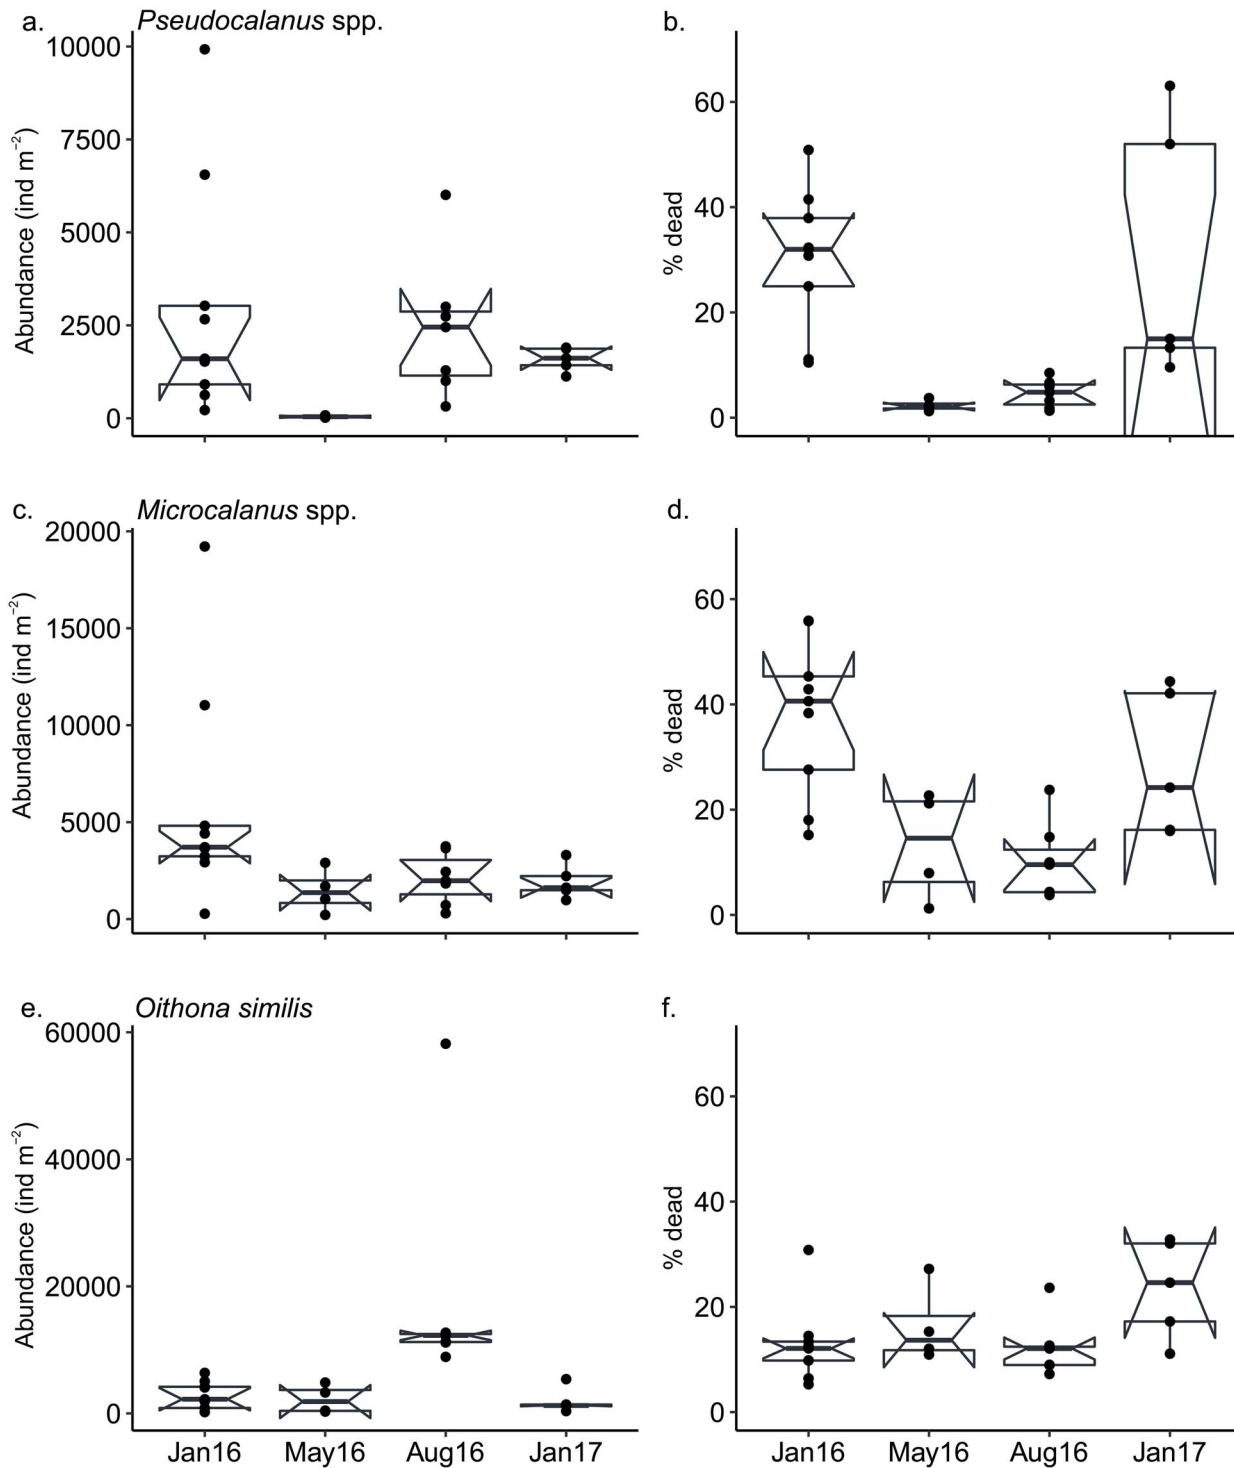 a. Pseudocalanus spp.
b.
10000
7500
5000
2500
0
Abundance (ind m⁻²)
60
40
20
0
% dead
c. Microcalanus spp.
d.
20000
15000
10000
5000
0
Abundance (ind m⁻²)
60
40
20
0
% dead
e. Oithona similis
f.
60000
40000
20000
0
Abundance (ind m⁻²)
60
40
20
0
% dead
Jan16 May16 Aug16 Jan17
Jan16 May16 Aug16 Jan17